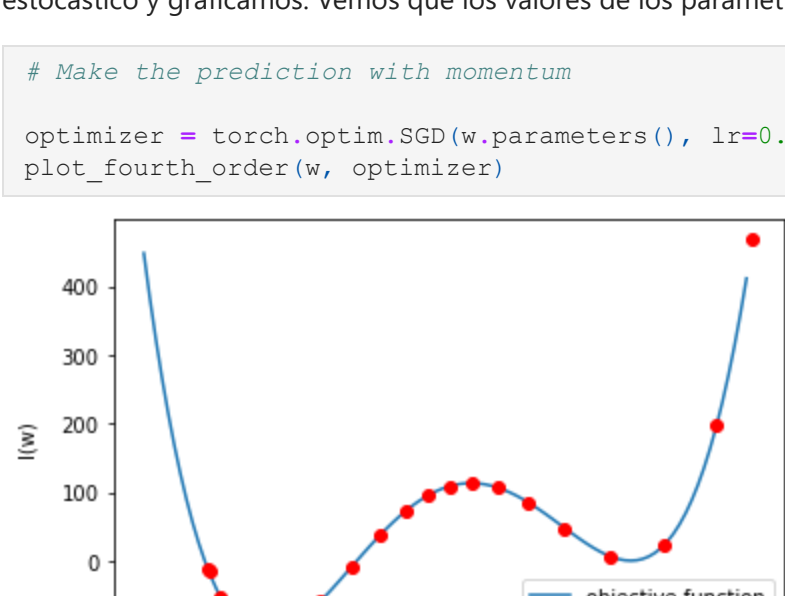 estocástico y graficamos. Vemos que los valores de los parámet
# Make the prediction with momentum
optimizer = torch.optim.SGD(w.parameters(), lr=0.
plot_fourth_order(w, optimizer)
400
300
200
100
0
l(w)
objective function